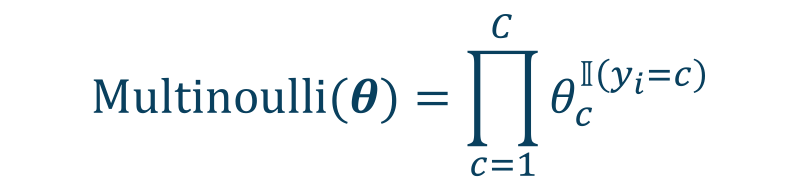 Multinoulli(𝜽) = ∏_{c=1}^{C} θ_c^{𝕀(y_i=c)}